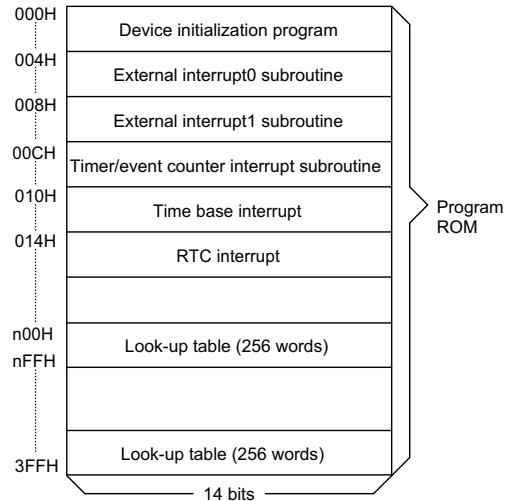 000H
Device initialization program
004H
External interrupt0 subroutine
008H
External interrupt1 subroutine
00CH
Timer/event counter interrupt subroutine
010H
Time base interrupt
Program
ROM
014H
RTC interrupt
n00H
Look-up table (256 words)
nFFH
Look-up table (256 words)
3FFH
14 bits